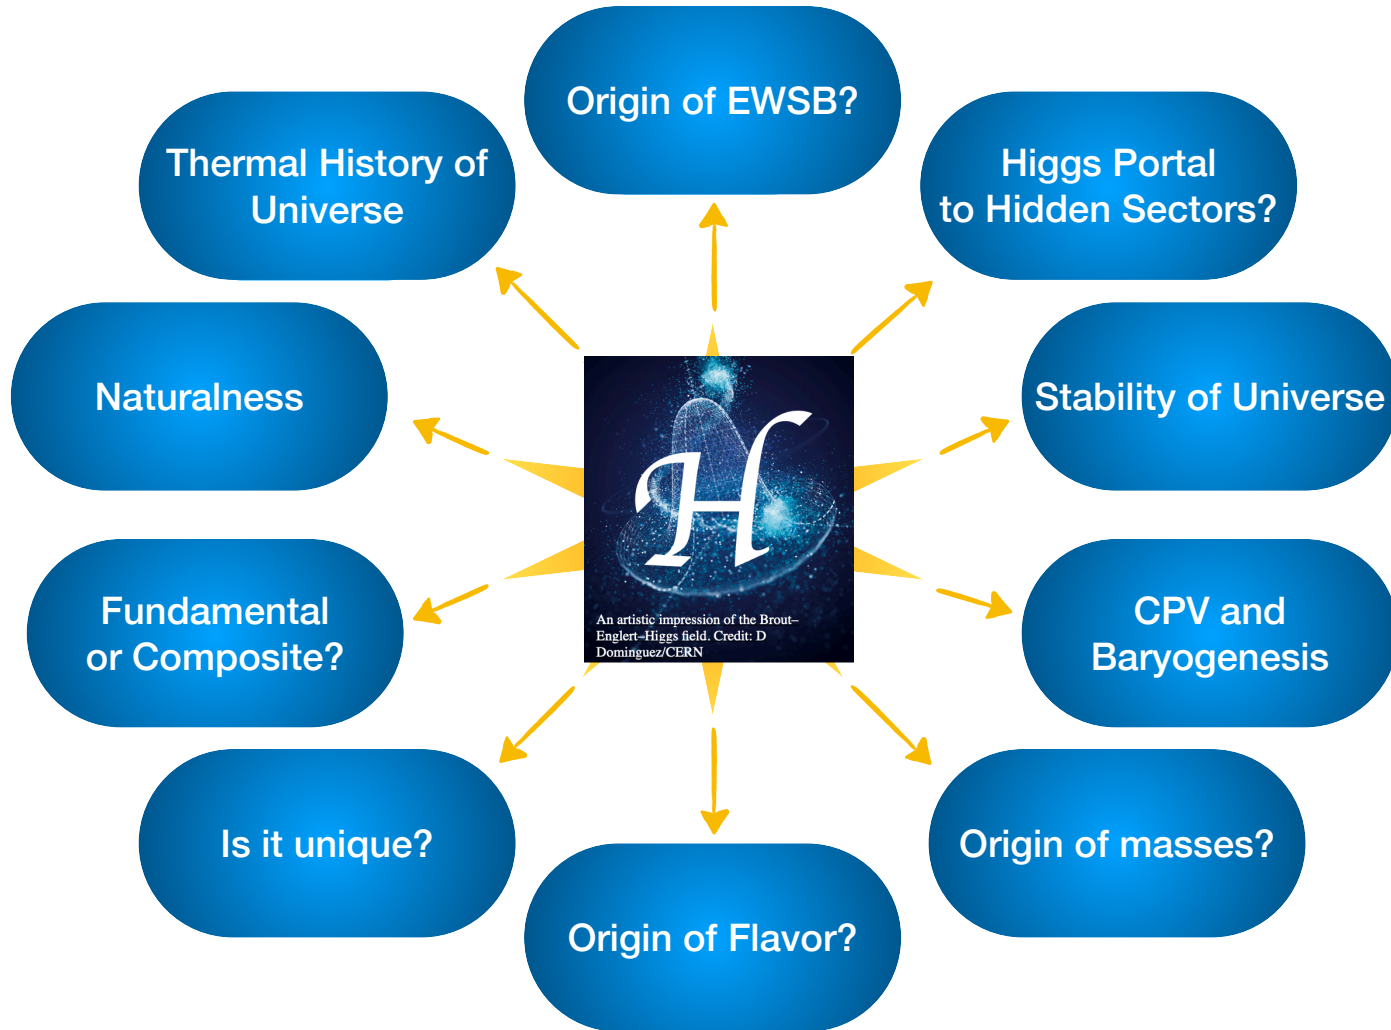 Origin of EWSB?
Thermal History of
Universe
Higgs Portal
to Hidden Sectors?
Naturalness
Stability of Universe
H
An artistic impression of the Brout–
Englert–Higgs field. Credit: D
Dominguez/CERN
Fundamental
or Composite?
CPV and
Baryogenesis
Is it unique?
Origin of masses?
Origin of Flavor?